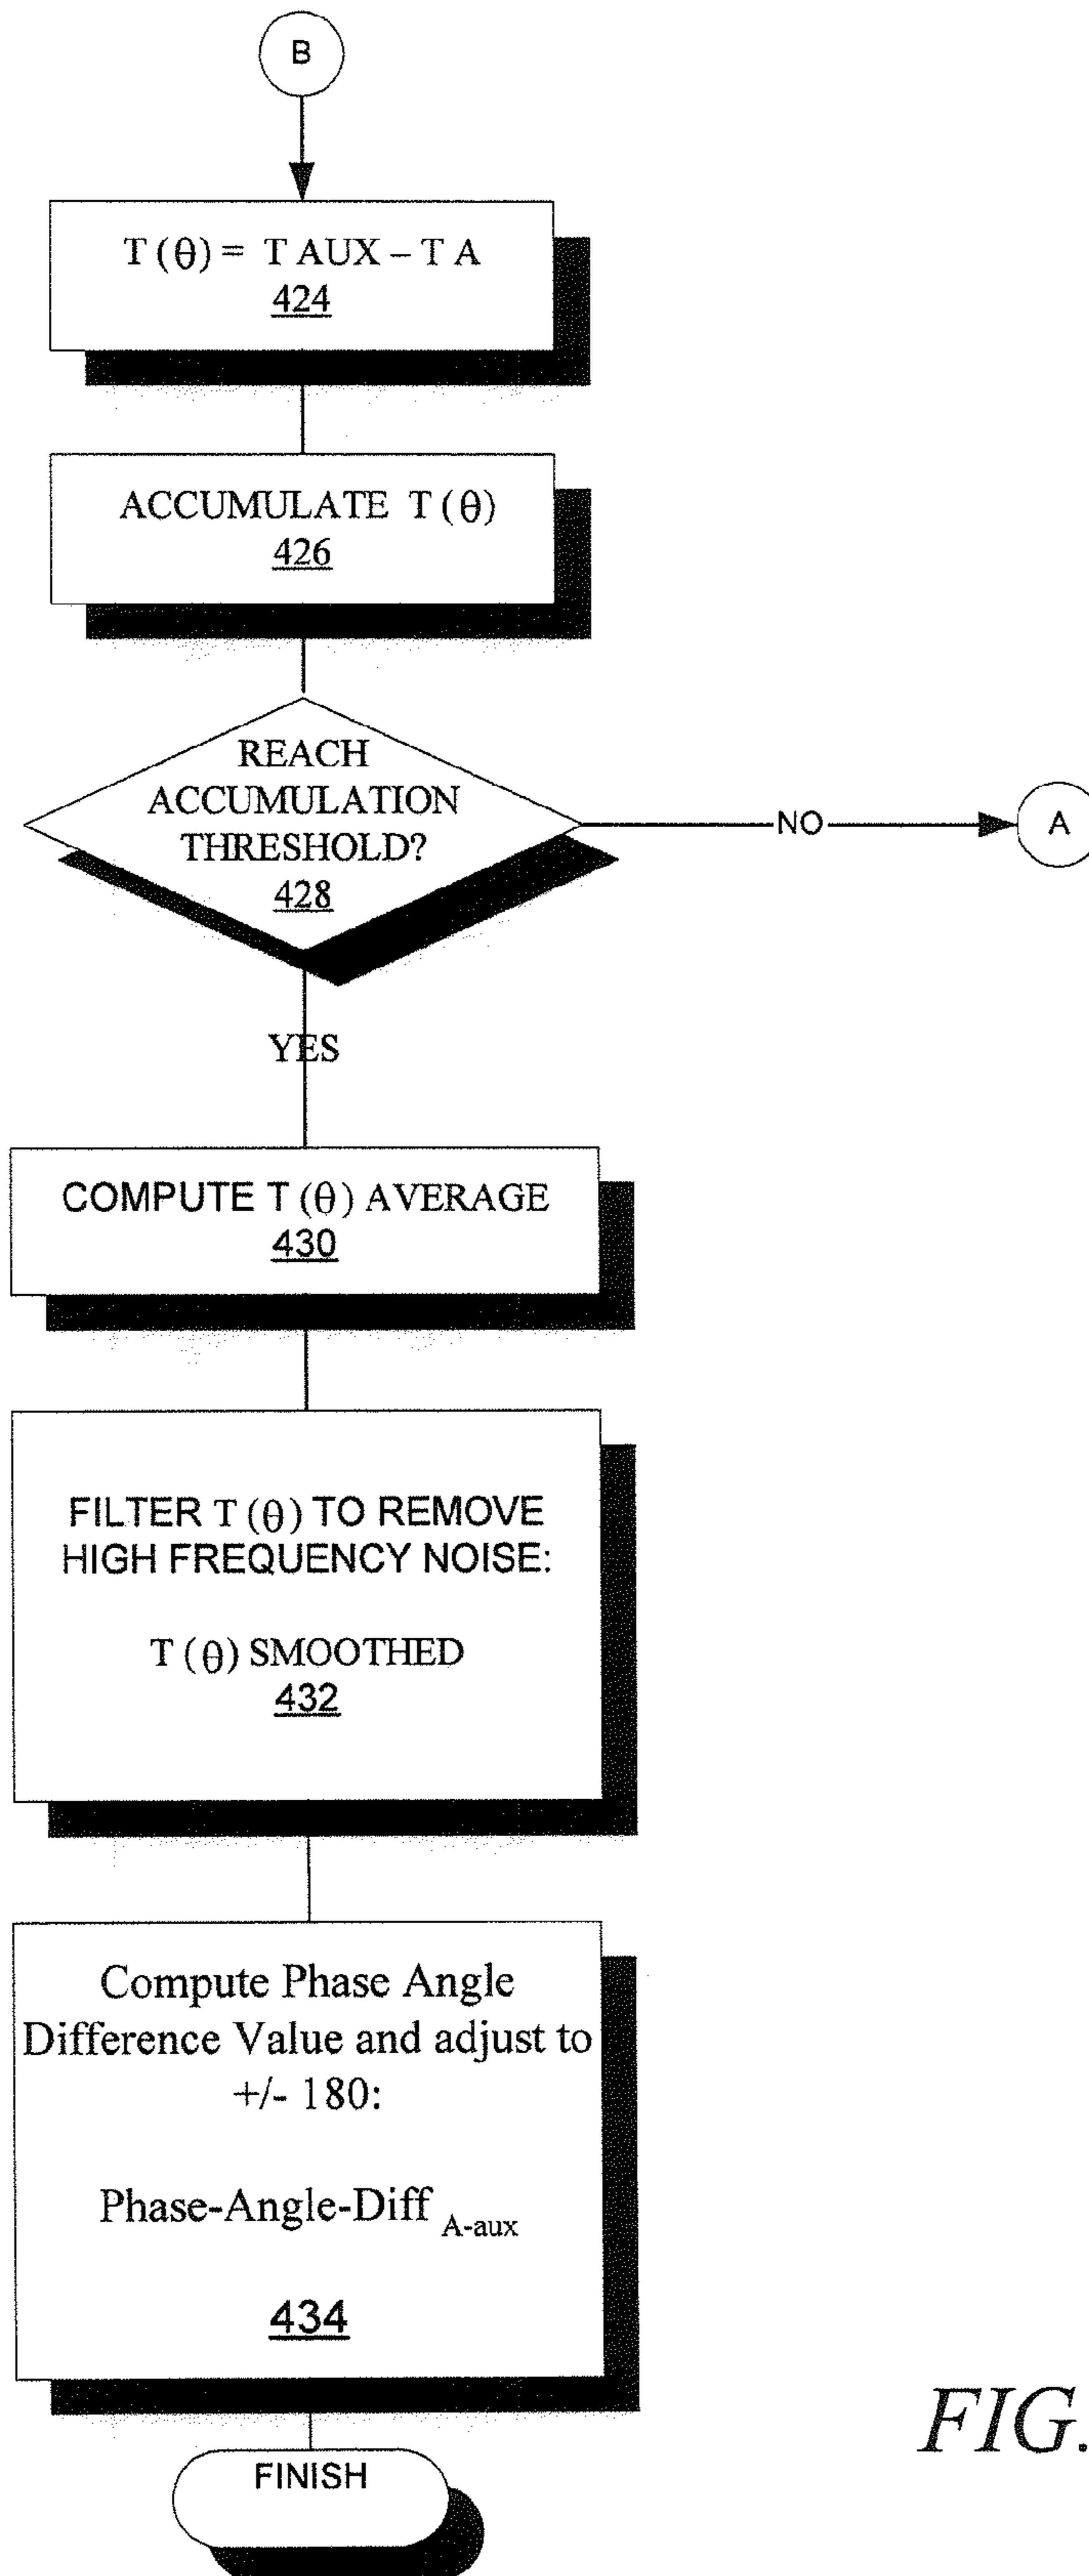 B
T (θ) = T AUX – T A
424
ACCUMULATE T (θ)
426
REACH
ACCUMULATION
THRESHOLD?
428
NO
A
YES
COMPUTE T (θ) AVERAGE
430
FILTER T (θ) TO REMOVE
HIGH FREQUENCY NOISE:
T (θ) SMOOTHED
432
Compute Phase Angle
Difference Value and adjust to
+/- 180:
Phase-Angle-Diff A-aux
434
FINISH
FIG.